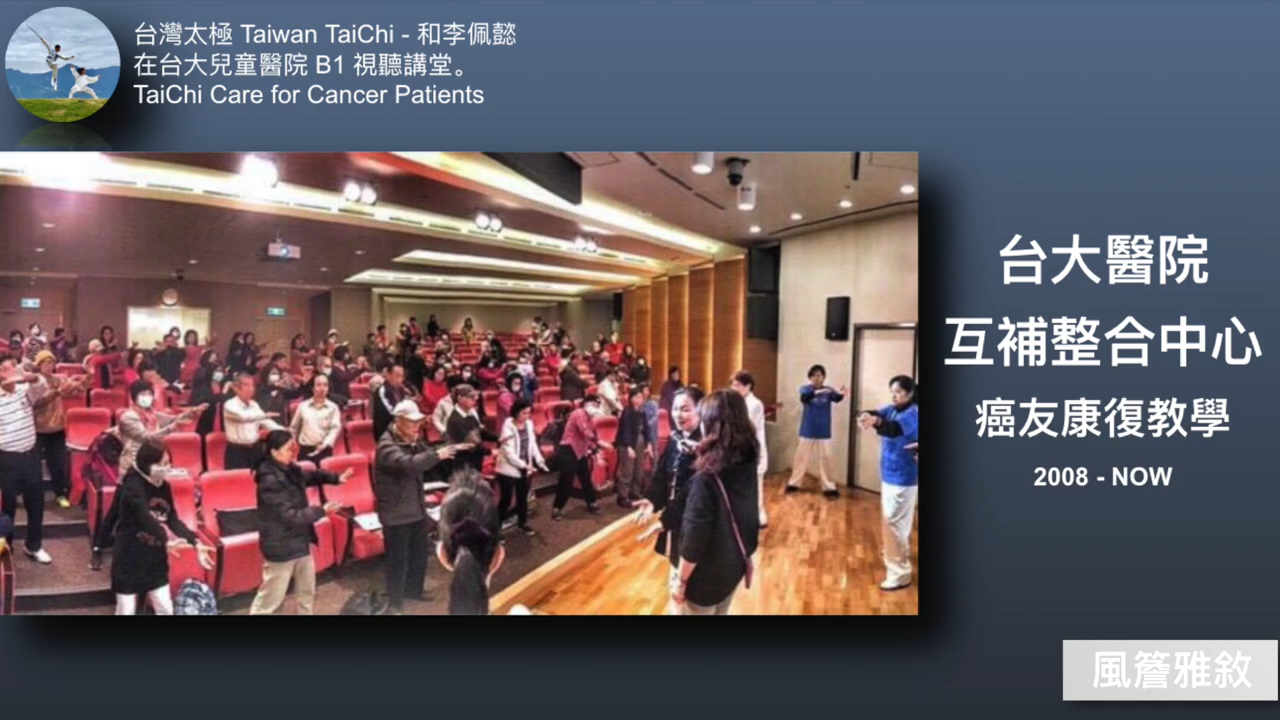 台灣太極 Taiwan TaiChi - 和李佩懿
在台大兒童醫院 B1 視聽講堂。
TaiChi Care for Cancer Patients
台大醫院
互補整合中心
癌友康復教學
2008 - NOW
風簷雅敘